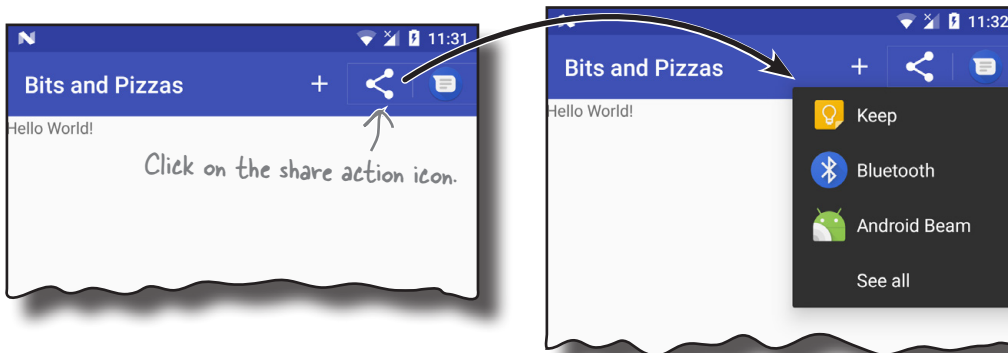 11:31
Bits and Pizzas +
Hello World!
Click on the share action icon.
11:32
Bits and Pizzas +
Hello World!
Keep
Bluetooth
Android Beam
See all